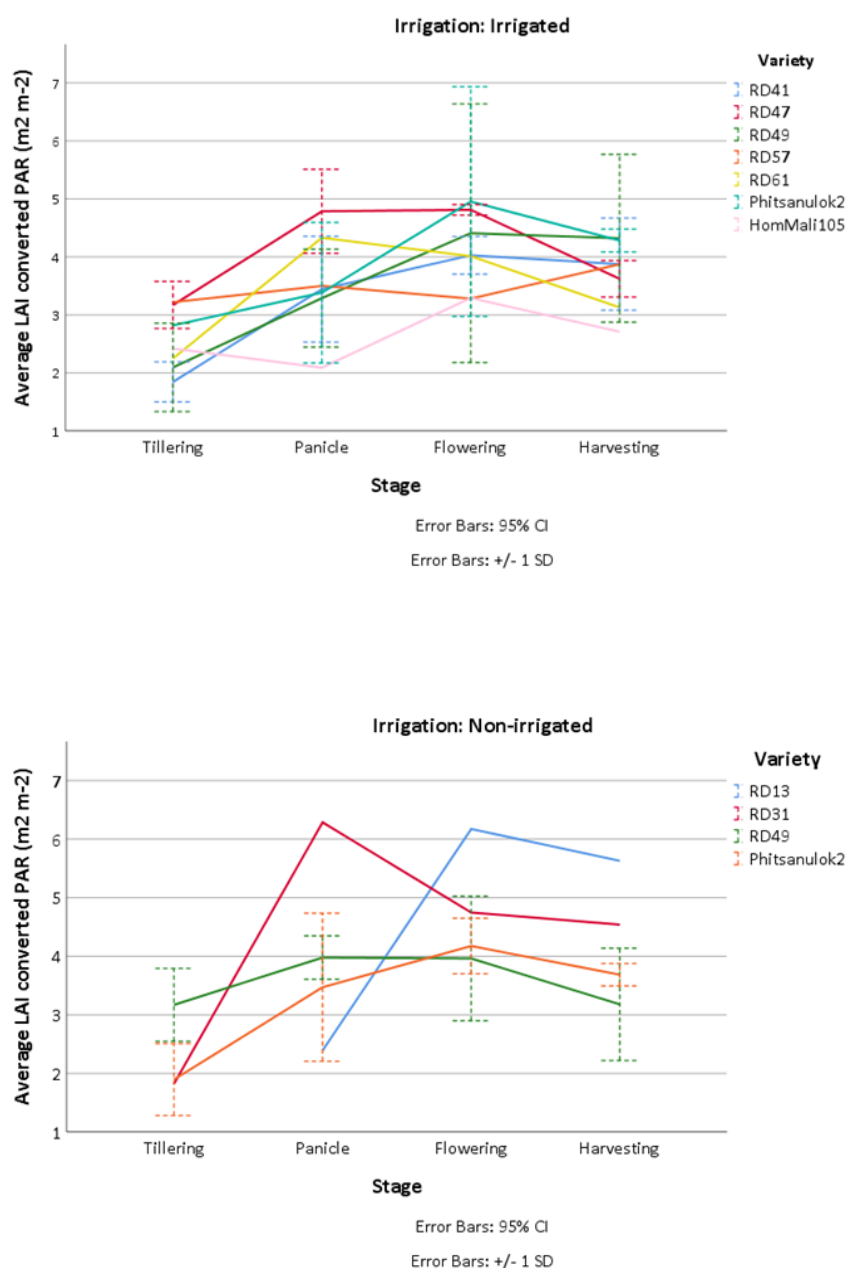 Irrigation: Irrigated
Average LAI converted PAR (m2 m-2)
7
6
5
4
3
2
1
Tillering Panicle Flowering Harvesting
Stage
Error Bars: 95% CI
Error Bars: +/- 1 SD
Variety
RD41
RD47
RD49
RD57
RD61
Phitsanulok2
HomMali105
Irrigation: Non-irrigated
Average LAI converted PAR (m2 m-2)
7
6
5
4
3
2
1
Tillering Panicle Flowering Harvesting
Stage
Error Bars: 95% CI
Error Bars: +/- 1 SD
Variety
RD13
RD31
RD49
Phitsanulok2